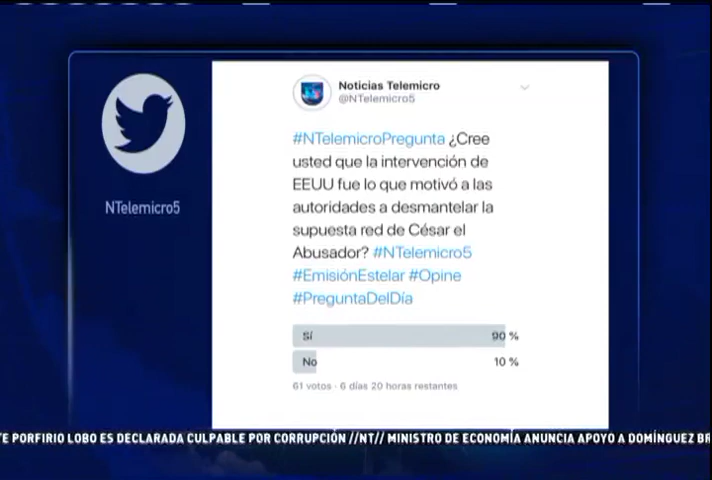 Noticias Telemicro
@NTelemicro5
NTelemicro5
#NTelemicroPregunta ¿Cree
usted que la intervención de
EEUU fue lo que motivó a las
autoridades a desmantelar la
supuesta red de César el
Abusador? #NTelemicro5
#EmisiónEstelar #Opine
#PreguntaDelDía
Sí 90 %
No 10 %
61 votos · 6 días 20 horas restantes
PORFIRIO LOBO ES DECLARADA CULPABLE POR CORRUPCIÓN //NT// MINISTRO DE ECONOMÍA ANUNCIA APOYO A DOMÍNGUEZ